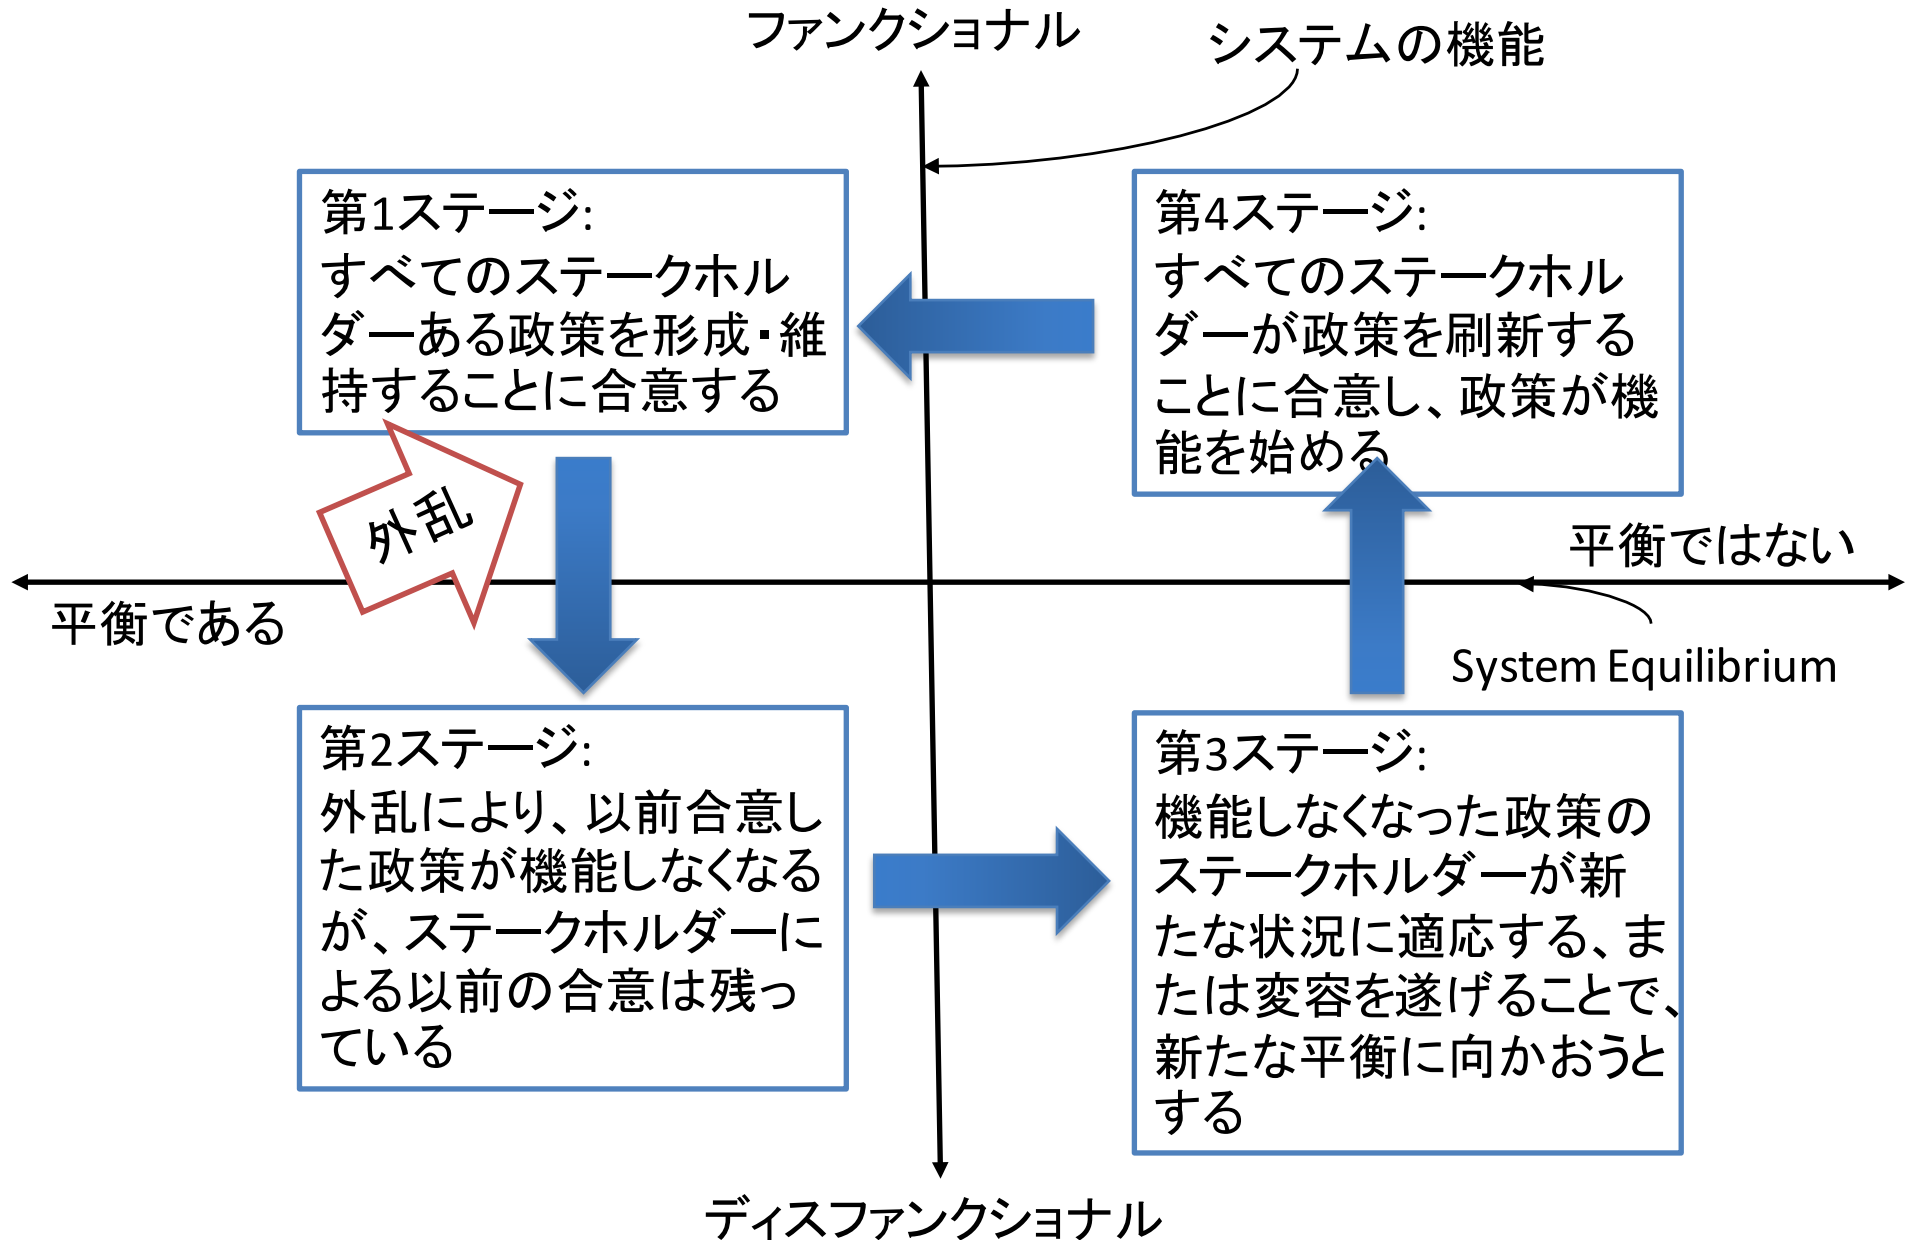 ファンクショナル
システムの機能
第1ステージ:
すべてのステークホル
ダーある政策を形成・維
持することに合意する
第4ステージ:
すべてのステークホル
ダーが政策を刷新する
ことに合意し、政策が機
能を始める
外乱
平衡ではない
平衡である
System Equilibrium
第2ステージ:
外乱により、以前合意し
た政策が機能しなくなる
が、ステークホルダーに
よる以前の合意は残っ
ている
第3ステージ:
機能しなくなった政策の
ステークホルダーが新
たな状況に適応する、ま
たは変容を遂げることで、
新たな平衡に向かおうと
する
ディスファンクショナル